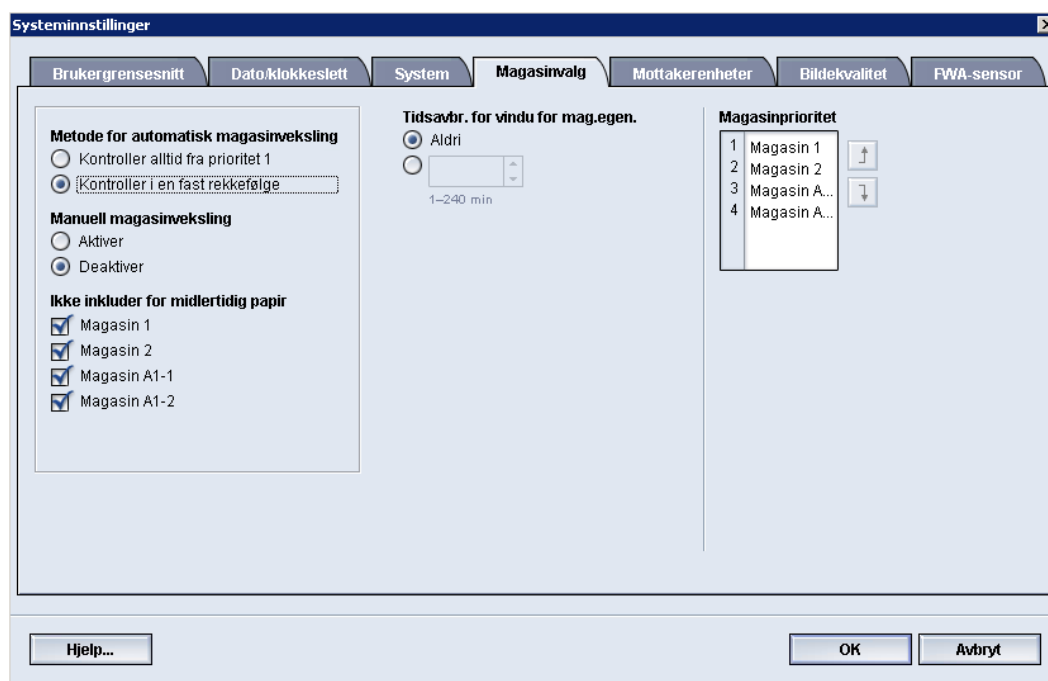 Systeminnstillinger
Brukergrensesnitt
Dato/klokkeslett
System
Magasinvalg
Mottakerenheter
Bildekvalitet
FWA-sensor
Metode for automatisk magasinveksling
Kontroller alltid fra prioritet 1
Kontroller i en fast rekkefølge
Manuell magasinveksling
Aktiver
Deaktiver
Ikke inkluder for midlertidig papir
Magasin 1
Magasin 2
Magasin A1-1
Magasin A1-2
Tidsavbr. for vindu for mag.egen.
Aldri
1–240 min
Magasinprioritet
1 Magasin 1
2 Magasin 2
3 Magasin A...
4 Magasin A...
Hjelp...
OK
Avbryt